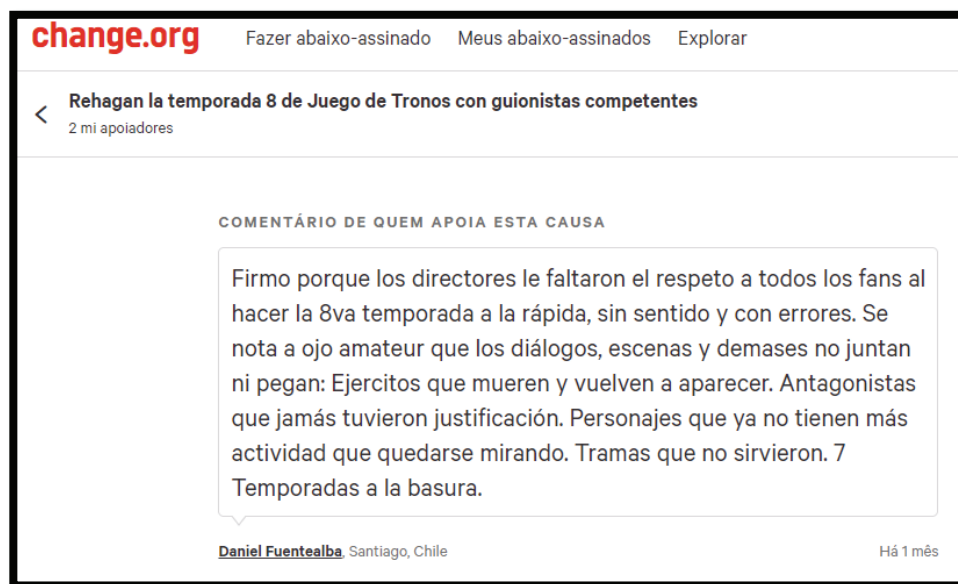 change.org Fazer abaixo-assinado Meus abaixo-assinados Explorar
Rehagan la temporada 8 de Juego de Tronos con guionistas competentes
2 mi apoiadores
COMENTÁRIO DE QUEM APOIA ESTA CAUSA
Firmo porque los directores le faltaron el respeto a todos los fans al
hacer la 8va temporada a la rápida, sin sentido y con errores. Se
nota a ojo amateur que los diálogos, escenas y demases no juntan
ni pegan: Ejercitos que mueren y vuelven a aparecer. Antagonistas
que jamás tuvieron justificación. Personajes que ya no tienen más
actividad que quedarse mirando. Tramas que no sirvieron. 7
Temporadas a la basura.
Daniel Fuentealba, Santiago, Chile Há 1 mês